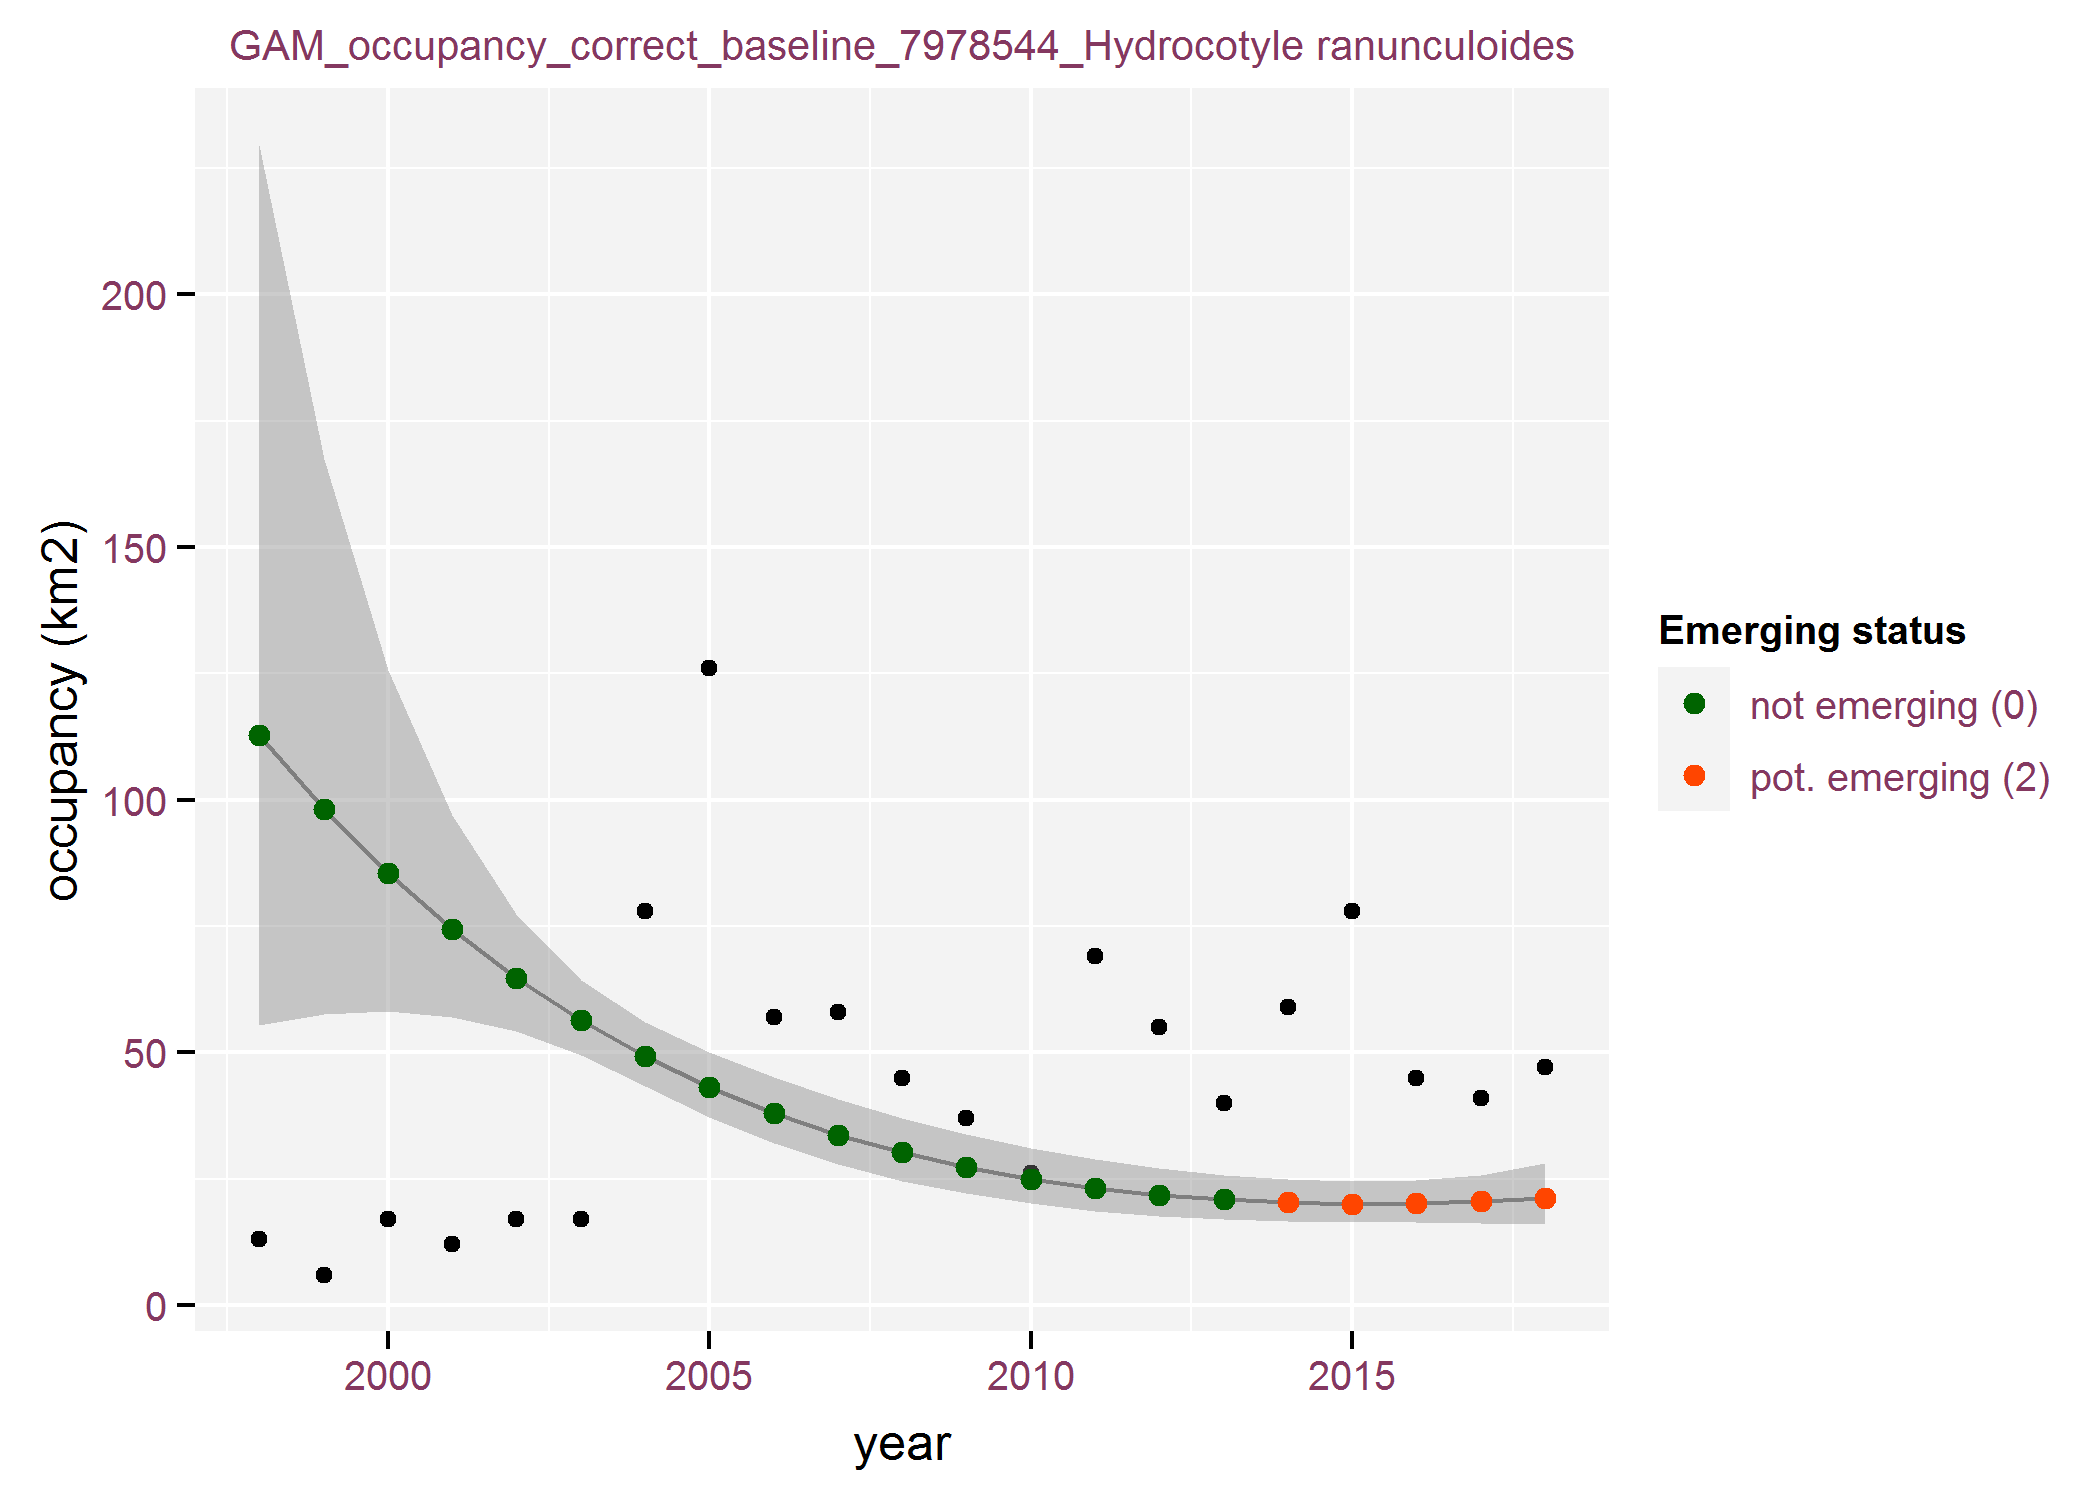 GAM_occupancy_correct_baseline_7978544_Hydrocotyle ranunculoides
occupancy (km2)
200
150
100
50
0
2000 2005 2010 2015
year
Emerging status
not emerging (0)
pot. emerging (2)